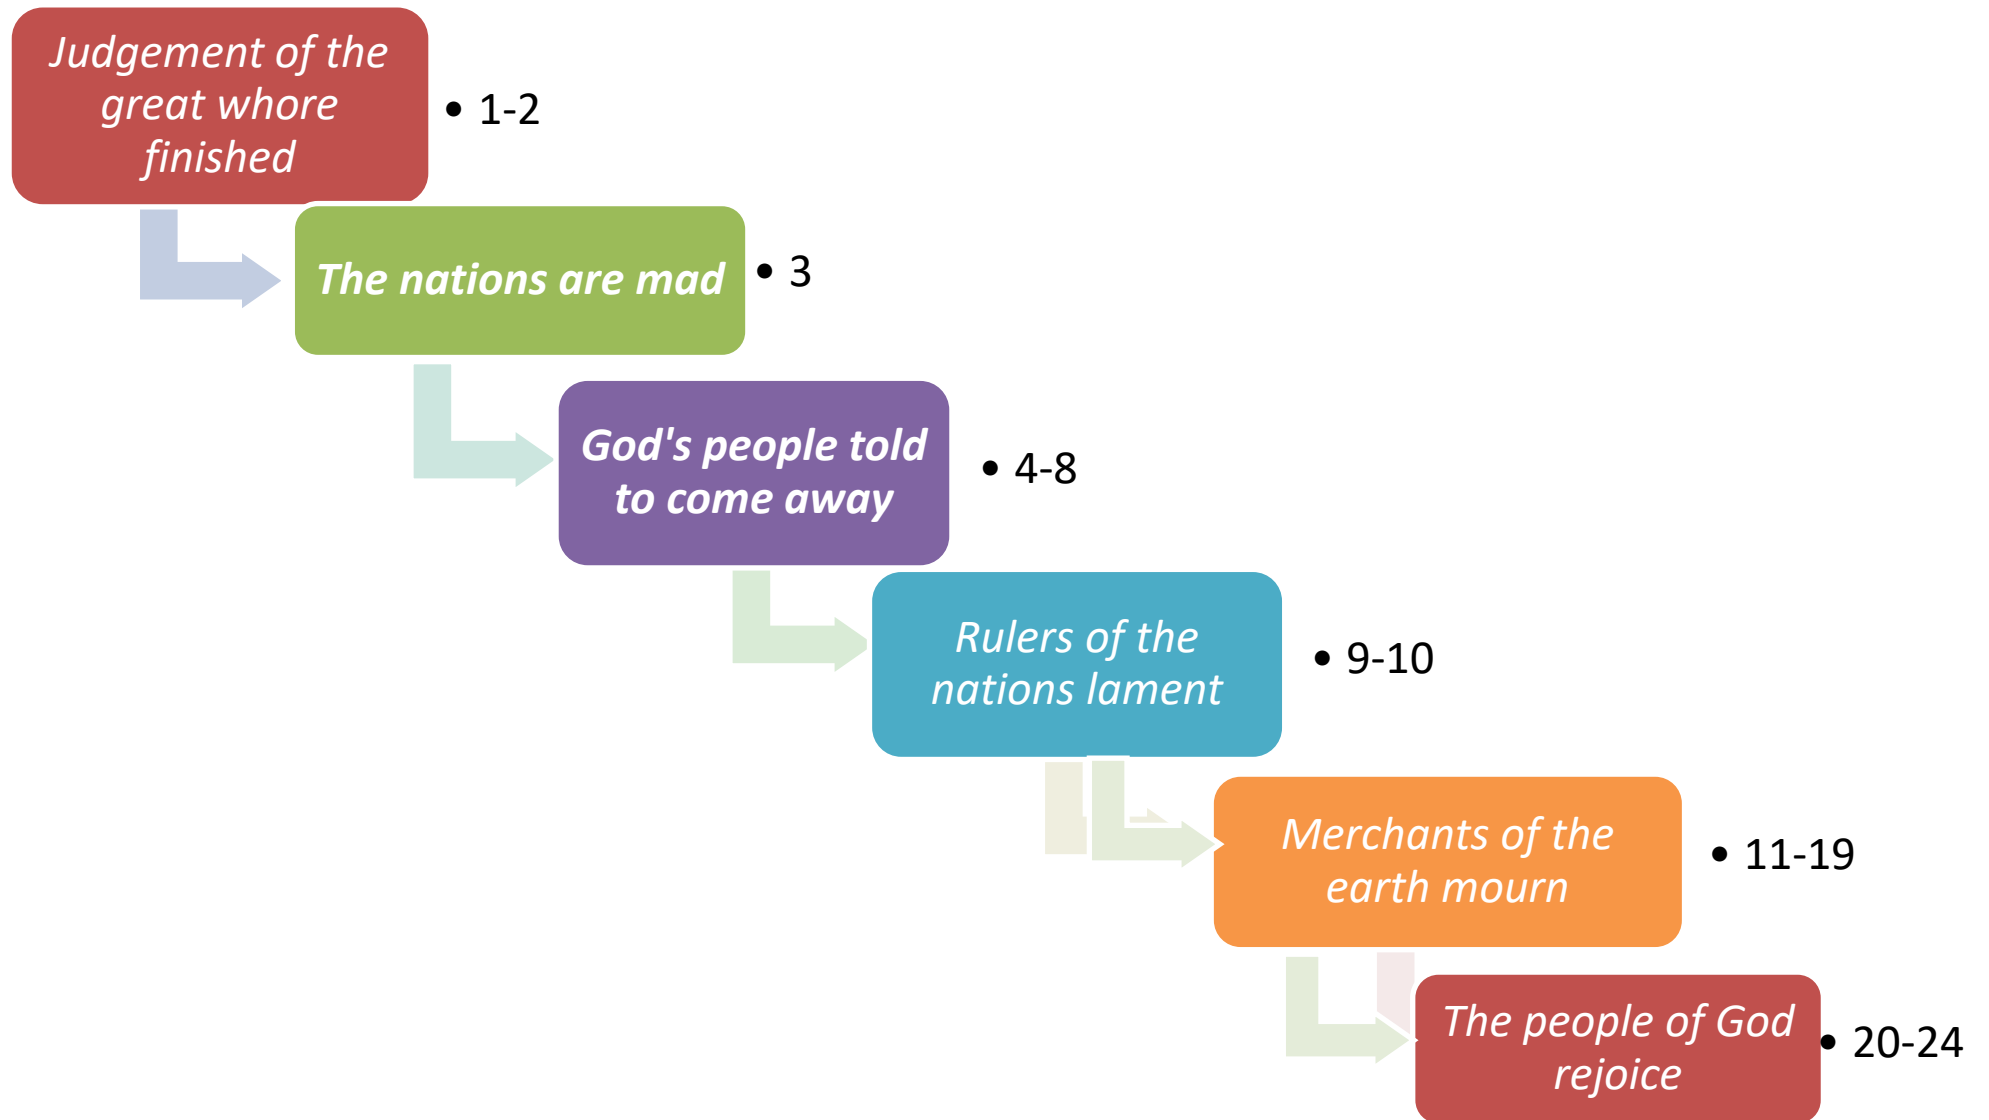 Judgement of the
great whore
finished
• 1-2
The nations are mad
• 3
God's people told
to come away
• 4-8
Rulers of the
nations lament
• 9-10
Merchants of the
earth mourn
• 11-19
The people of God
rejoice
• 20-24